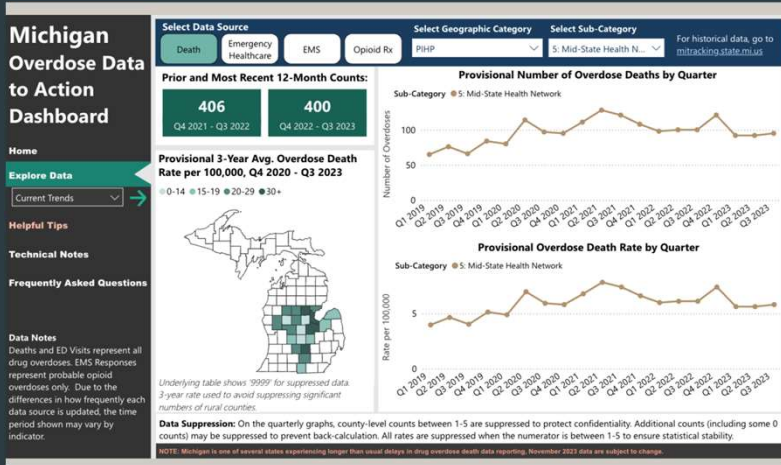 Michigan
Overdose Data
to Action
Dashboard
Home
Explore Data
Current Trends
Helpful Tips
Technical Notes
Frequently Asked Questions
Data Notes
Deaths and ED Visits represent all
drug overdoses. EMS Responses
represent probable opioid
overdoses only. Due to the
differences in how frequently each
data source is updated, the time
period shown may vary by
indicator.
Select Data Source
Death
Emergency
Healthcare
EMS
Opioid Rx
Select Geographic Category
PIHP
Select Sub-Category
5: Mid-State Health N...
For historical data, go to
mitracking.state.mi.us
Prior and Most Recent 12-Month Counts:
406
Q4 2021 - Q3 2022
400
Q4 2022 - Q3 2023
Provisional 3-Year Avg. Overdose Death
Rate per 100,000, Q4 2020 - Q3 2023
0-14 15-19 20-29 30+
Underlying table shows '9999' for suppressed data.
3-year rate used to avoid suppressing significant
numbers of rural counties.
Provisional Number of Overdose Deaths by Quarter
Sub-Category 5: Mid-State Health Network
Number of Overdoses
100
50
0
Q1 2019
Q2 2019
Q3 2019
Q4 2019
Q1 2020
Q2 2020
Q3 2020
Q4 2020
Q1 2021
Q2 2021
Q3 2021
Q4 2021
Q1 2022
Q2 2022
Q3 2022
Q4 2022
Q1 2023
Q2 2023
Q3 2023
Provisional Overdose Death Rate by Quarter
Sub-Category 5: Mid-State Health Network
Rate per 100,000
5
0
Q1 2019
Q2 2019
Q3 2019
Q4 2019
Q1 2020
Q2 2020
Q3 2020
Q4 2020
Q1 2021
Q2 2021
Q3 2021
Q4 2021
Q1 2022
Q2 2022
Q3 2022
Q4 2022
Q1 2023
Q2 2023
Q3 2023
Data Suppression: On the quarterly graphs, county-level counts between 1-5 are suppressed to protect confidentiality. Additional counts (including some 0
counts) may be suppressed to prevent back-calculation. All rates are suppressed when the numerator is between 1-5 to ensure statistical stability.
NOTE: Michigan is one of several states experiencing longer than usual delays in drug overdose death data reporting, November 2023 data are subject to change.